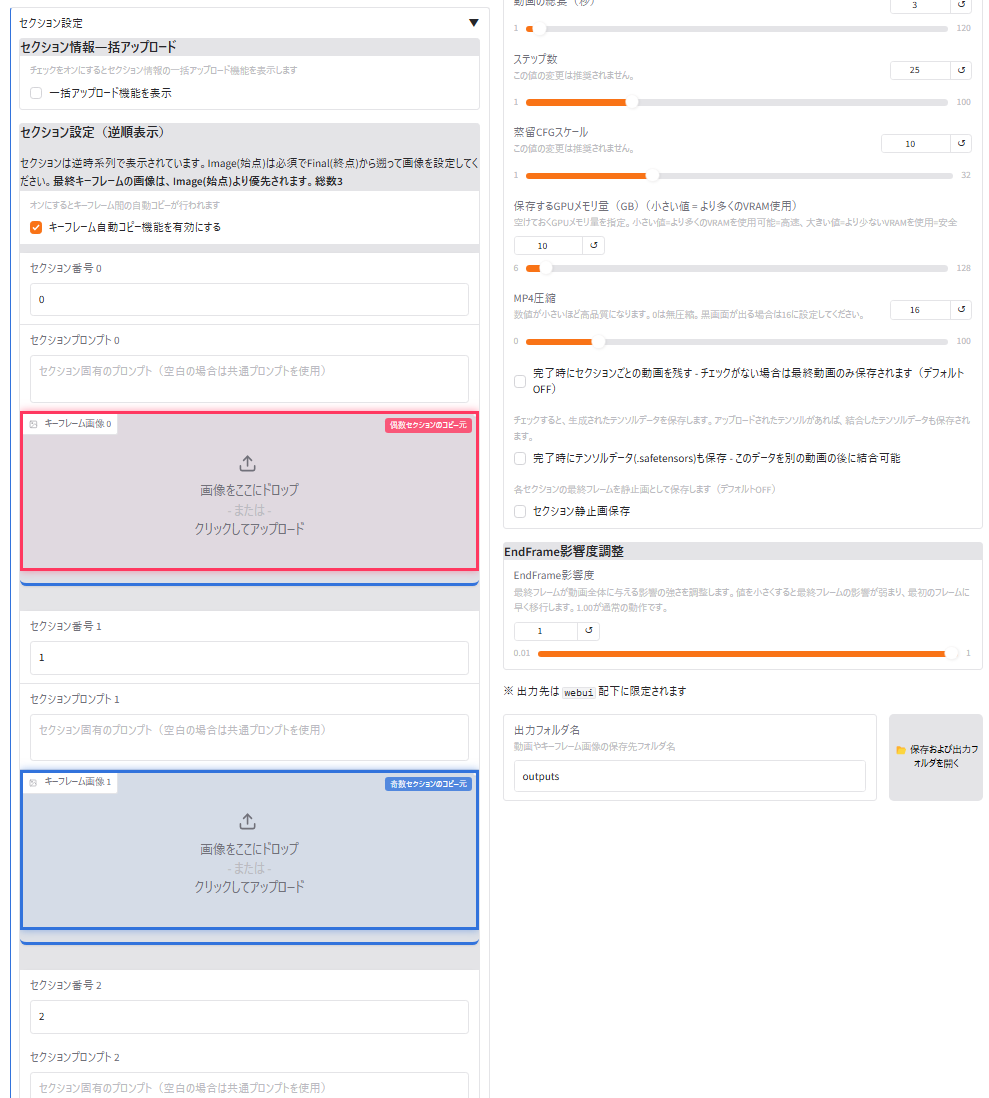 セクション設定
▼
セクション情報一括アップロード
チェックをオンにするとセクション情報の一括アップロード機能を表示します
一括アップロード機能を表示
セクション設定（逆順表示）
セクションは逆時系列で表示されています。Image(始点)は必須でFinal(終点)から遡って画像を設定してく
ださい。最終キーフレームの画像は、Image(始点)より優先されます。総数3
オンにするとキーフレーム間の自動コピーが行われます
キーフレーム自動コピー機能を有効にする
セクション番号 0
0
セクションプロンプト 0
セクション固有のプロンプト（空白の場合は共通プロンプトを使用）
キーフレーム画像 0
偶数セクションのコピー元
画像をここにドロップ
- または -
クリックしてアップロード
セクション番号 1
1
セクションプロンプト 1
セクション固有のプロンプト（空白の場合は共通プロンプトを使用）
キーフレーム画像 1
奇数セクションのコピー元
画像をここにドロップ
- または -
クリックしてアップロード
セクション番号 2
2
セクションプロンプト 2
セクション固有のプロンプト（空白の場合は共通プロンプトを使用）
動画の総長（秒）
3
↺
1
120
ステップ数
この値の変更は推奨されません。
25
↺
1
100
蒸留CFGスケール
この値の変更は推奨されません。
10
↺
1
32
保存するGPUメモリ量（GB）（小さい値 = より多くのVRAM使用）
空けておくGPUメモリ量を指定。小さい値=より多くのVRAMを使用可能=高速、大きい値=より少ないVRAMを使用=安全
10
↺
6
128
MP4圧縮
数値が小さいほど高品質になります。0は無圧縮。黒画面が出る場合は16に設定してください。
16
↺
0
100
完了時にセクションごとの動画を残す - チェックがない場合は最終動画のみ保存されます（デフォルト
OFF）
チェックすると、生成されたテンソルデータを保存します。アップロードされたテンソルがあれば、結合したテンソルデータも保存され
ます。
完了時にテンソルデータ(.safetensors)も保存 - このデータを別の動画の後に結合可能
各セクションの最終フレームを静止画として保存します（デフォルトOFF）
セクション静止画保存
EndFrame影響度調整
EndFrame影響度
最終フレームが動画全体に与える影響の強さを調整します。値を小さくすると最終フレームの影響が弱まり、最初のフレームに
早く移行します。1.00が通常の動作です。
1
↺
0.01
1
※ 出力先は webui 配下に限定されます
出力フォルダ名
動画やキーフレーム画像の保存先フォルダ名
outputs
保存および出力フ
ォルダを開く